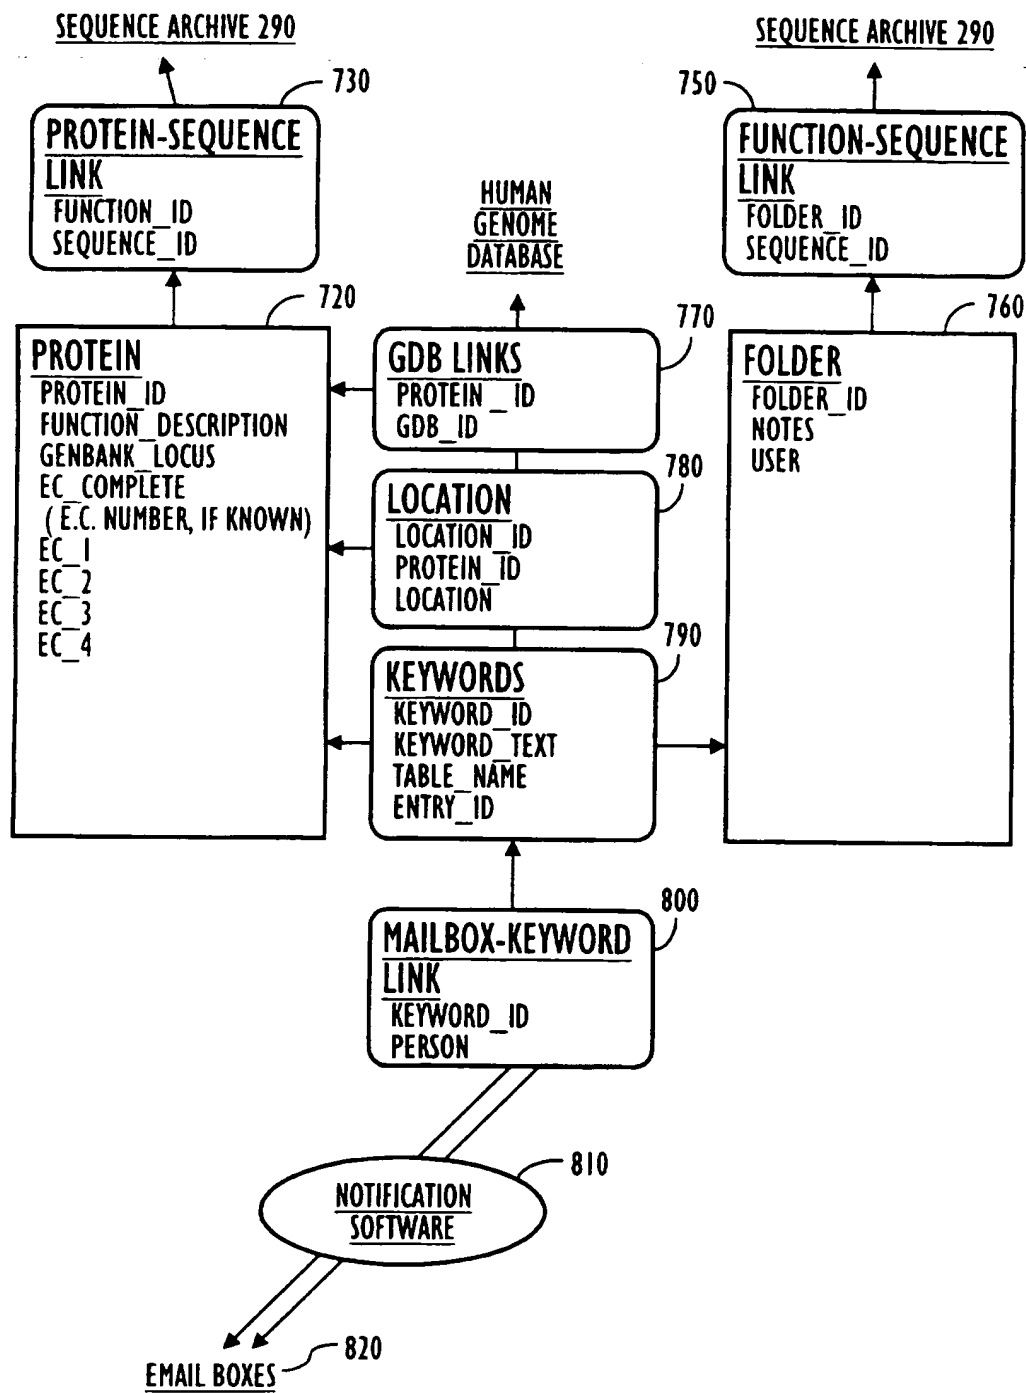 SEQUENCE ARCHIVE 290
730
PROTEIN-SEQUENCE
LINK
FUNCTION_ID
SEQUENCE_ID
SEQUENCE ARCHIVE 290
750
FUNCTION-SEQUENCE
LINK
FOLDER_ID
SEQUENCE_ID
HUMAN
GENOME
DATABASE
720
PROTEIN
PROTEIN_ID
FUNCTION_DESCRIPTION
GENBANK_LOCUS
EC_COMPLETE
(E.C. NUMBER, IF KNOWN)
EC_1
EC_2
EC_3
EC_4
770
GDB LINKS
PROTEIN_ID
GDB_ID
780
LOCATION
LOCATION_ID
PROTEIN_ID
LOCATION
790
KEYWORDS
KEYWORD_ID
KEYWORD_TEXT
TABLE_NAME
ENTRY_ID
760
FOLDER
FOLDER_ID
NOTES
USER
800
MAILBOX-KEYWORD
LINK
KEYWORD_ID
PERSON
810
NOTIFICATION
SOFTWARE
820
EMAIL BOXES